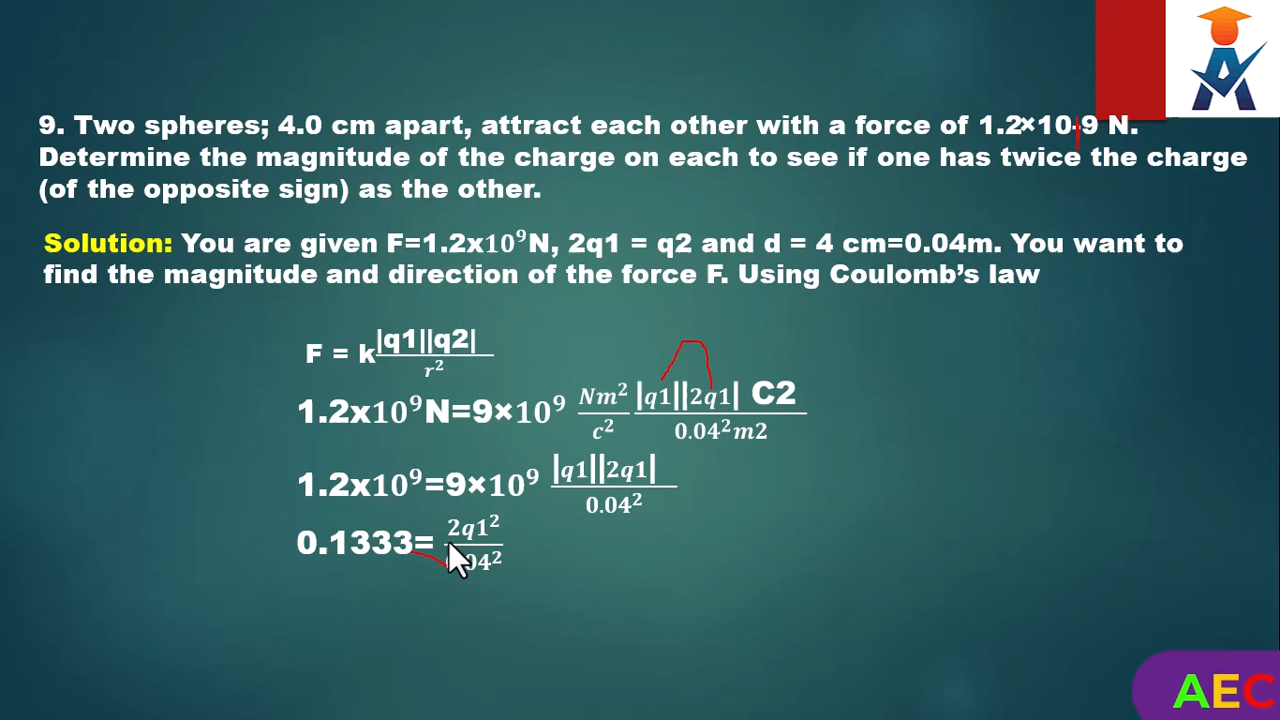 9. Two spheres; 4.0 cm apart, attract each other with a force of 1.2×10-9 N.
Determine the magnitude of the charge on each to see if one has twice the charge
(of the opposite sign) as the other.
Solution: You are given F=1.2x10⁹N, 2q1 = q2 and d = 4 cm=0.04m. You want to
find the magnitude and direction of the force F. Using Coulomb’s law
F = k|q1||q2|/r²
1.2x10⁹N=9×10⁹ Nm²/c² |q1||2q1| C2/0.04²m2
1.2x10⁹=9×10⁹ |q1||2q1|/0.04²
0.1333= 2q1²/0.04²
AEC